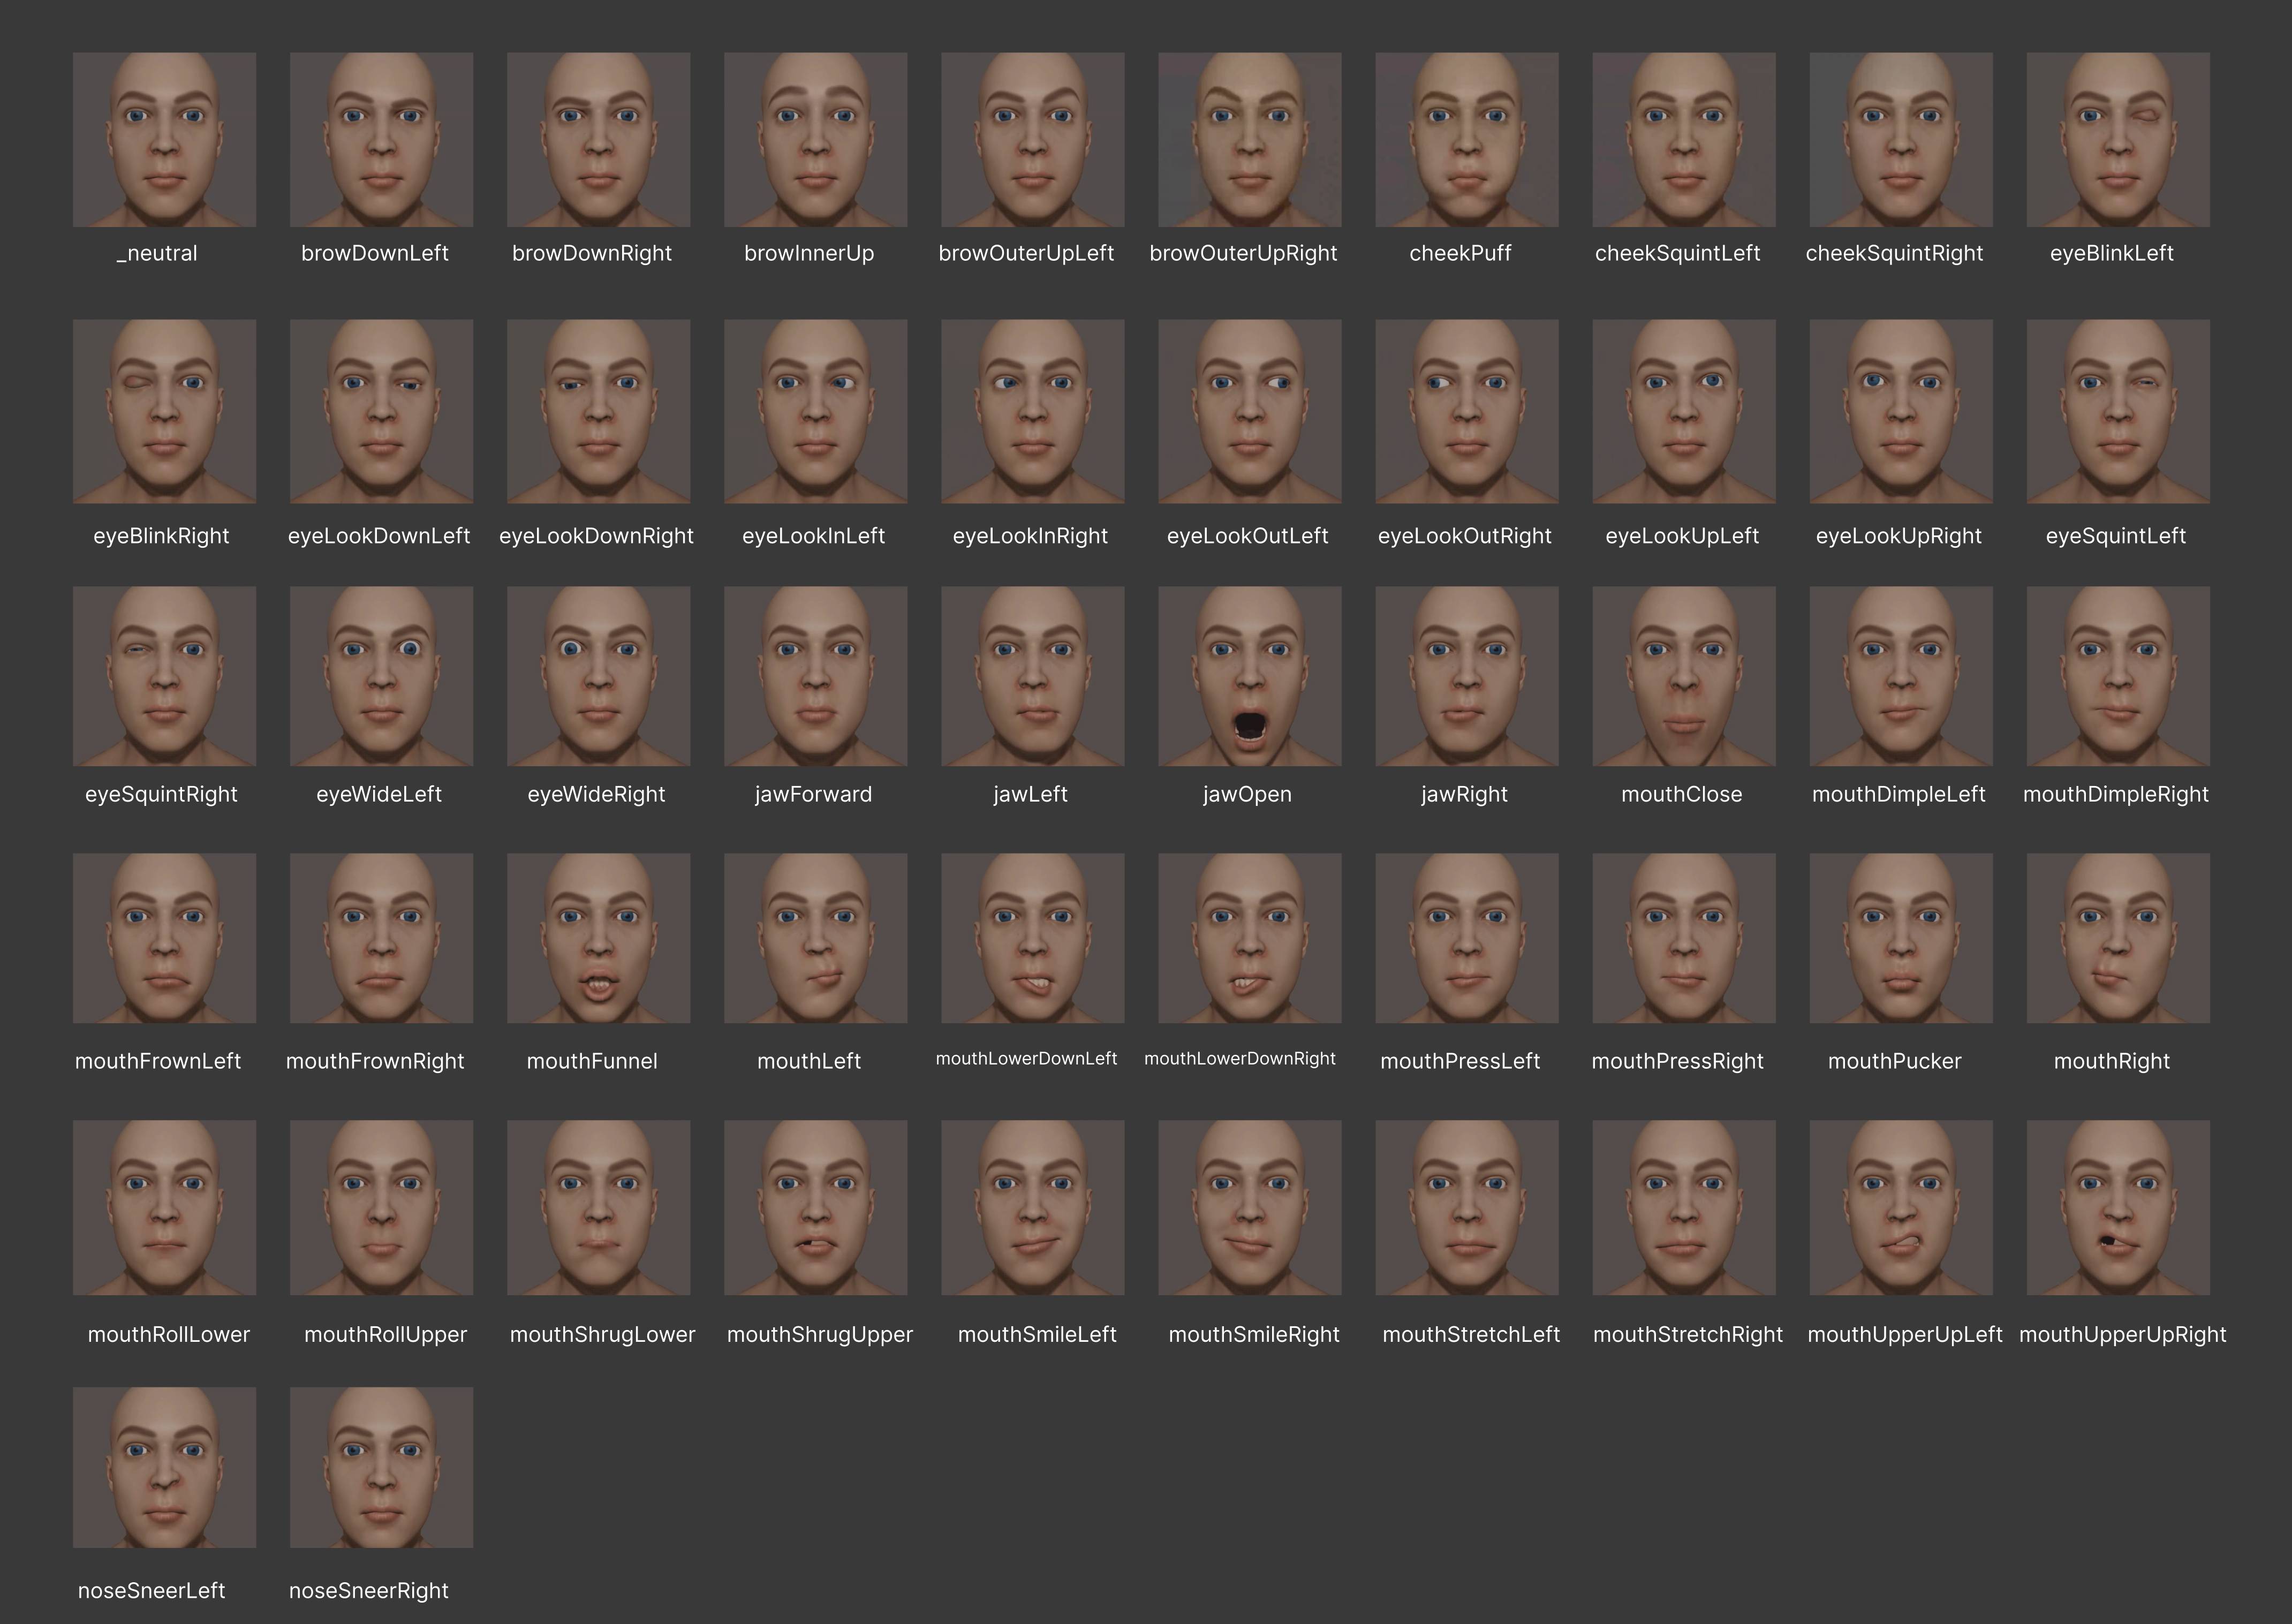 _neutral browDownLeft browDownRight browInnerUp browOuterUpLeft browOuterUpRight cheekPuff cheekSquintLeft cheekSquintRight eyeBlinkLeft
eyeBlinkRight eyeLookDownLeft eyeLookDownRight eyeLookInLeft eyeLookInRight eyeLookOutLeft eyeLookOutRight eyeLookUpLeft eyeLookUpRight eyeSquintLeft
eyeSquintRight eyeWideLeft eyeWideRight jawForward jawLeft jawOpen jawRight mouthClose mouthDimpleLeft mouthDimpleRight
mouthFrownLeft mouthFrownRight mouthFunnel mouthLeft mouthLowerDownLeft mouthLowerDownRight mouthPressLeft mouthPressRight mouthPucker mouthRight
mouthRollLower mouthRollUpper mouthShrugLower mouthShrugUpper mouthSmileLeft mouthSmileRight mouthStretchLeft mouthStretchRight mouthUpperUpLeft mouthUpperUpRight
noseSneerLeft noseSneerRight